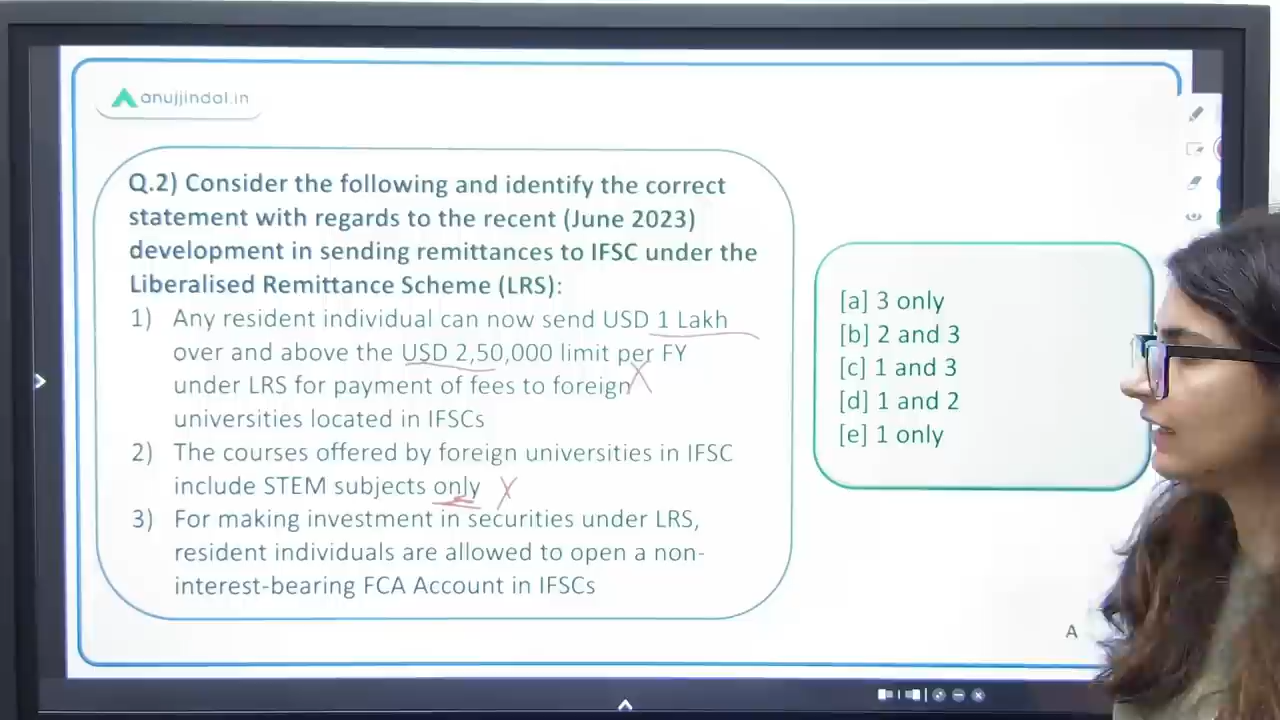 anujjindal.in
Q.2) Consider the following and identify the correct
statement with regards to the recent (June 2023)
development in sending remittances to IFSC under the
Liberalised Remittance Scheme (LRS):
1) Any resident individual can now send USD 1 Lakh
over and above the USD 2,50,000 limit per FY
under LRS for payment of fees to foreign
universities located in IFSCs
2) The courses offered by foreign universities in IFSC
include STEM subjects only
3) For making investment in securities under LRS,
resident individuals are allowed to open a non-
interest-bearing FCA Account in IFSCs
[a] 3 only
[b] 2 and 3
[c] 1 and 3
[d] 1 and 2
[e] 1 only
A